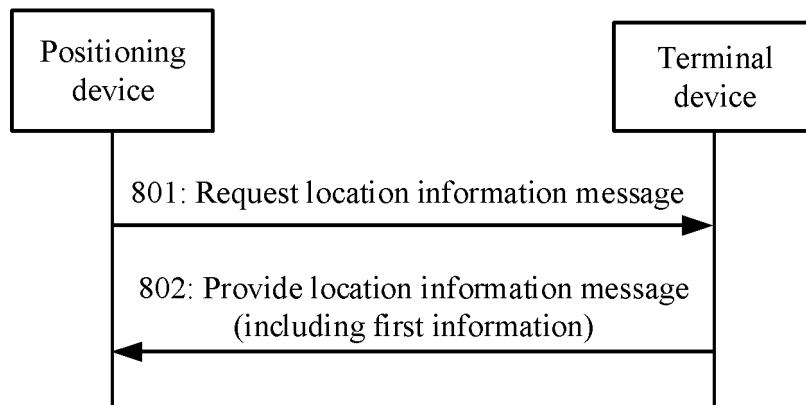 Positioning
device
Terminal
device
801: Request location information message
802: Provide location information message
(including first information)